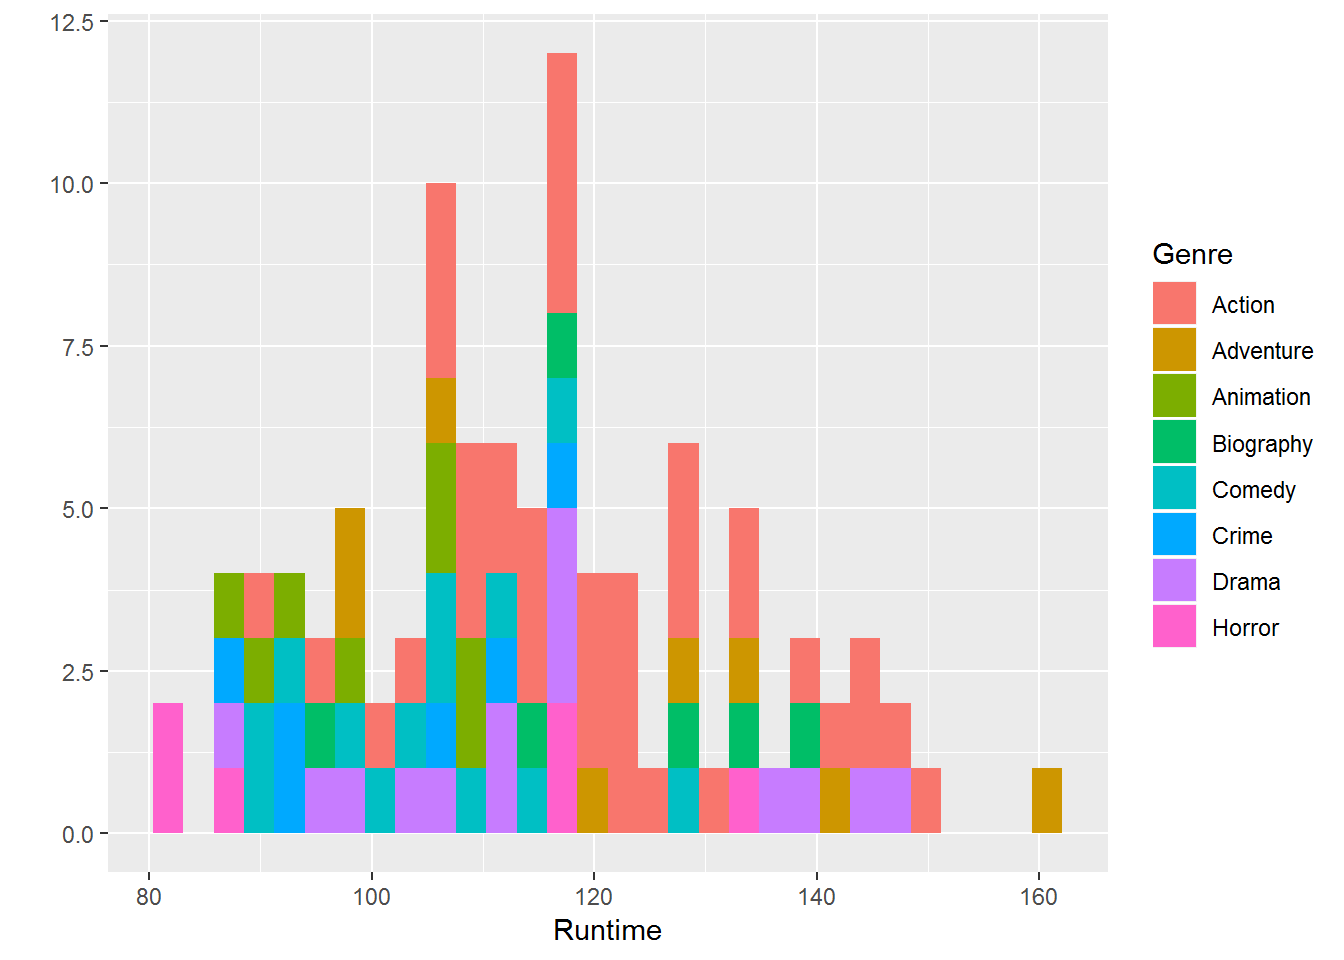 12.5
10.0
7.5
5.0
2.5
0.0
80 100 120 140 160
Runtime
Genre
Action
Adventure
Animation
Biography
Comedy
Crime
Drama
Horror